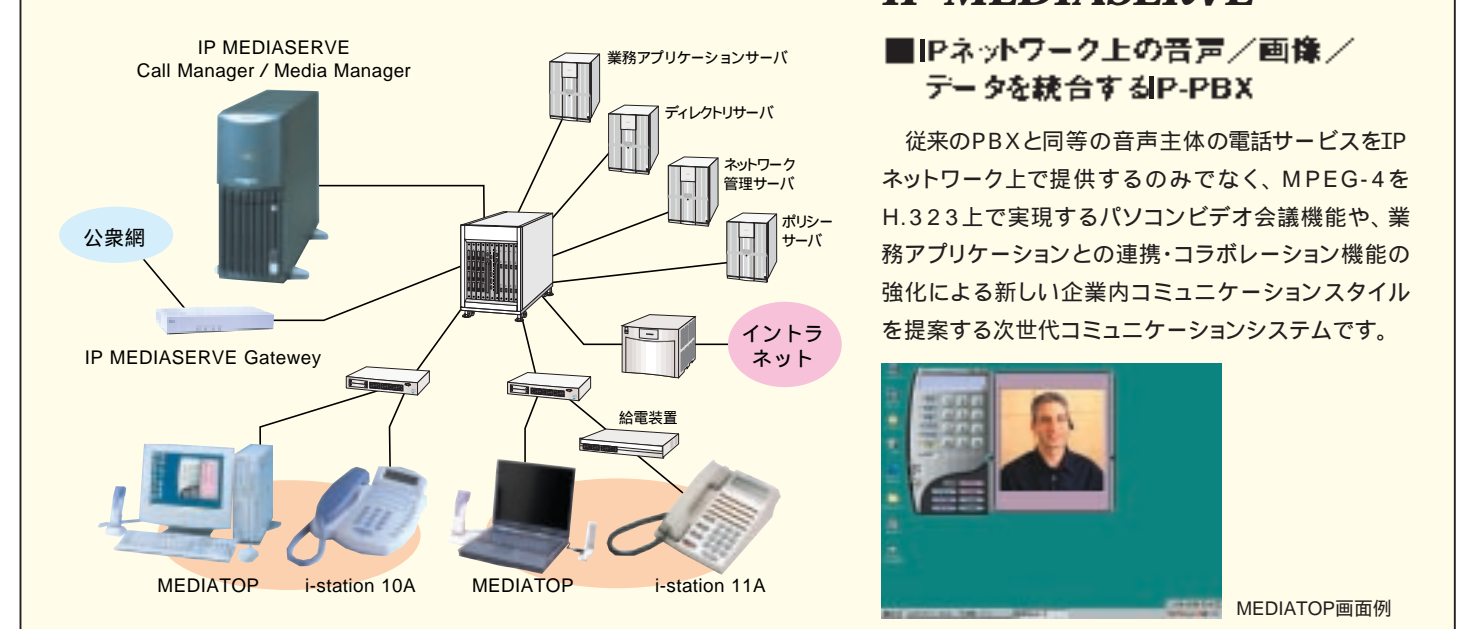 IP MEDIASERVE
■IPネットワーク上の音声／画像／
データを統合するIP-PBX
従来のPBXと同等の音声主体の電話サービスをIP
ネットワーク上で提供するのみでなく、MPEG-4を
H.323上で実現するパソコンビデオ会議機能や、業
務アプリケーションとの連携・コラボレーション機能の
強化による新しい企業内コミュニケーションスタイル
を提案する次世代コミュニケーションシステムです。
MEDIATOP画面例
IP MEDIASERVE
Call Manager / Media Manager
業務アプリケーションサーバ
ディレクトリサーバ
ネットワーク
管理サーバ
ポリシー
サーバ
公衆網
IP MEDIASERVE Gatewey
イントラ
ネット
給電装置
MEDIATOP
i-station 10A
MEDIATOP
i-station 11A